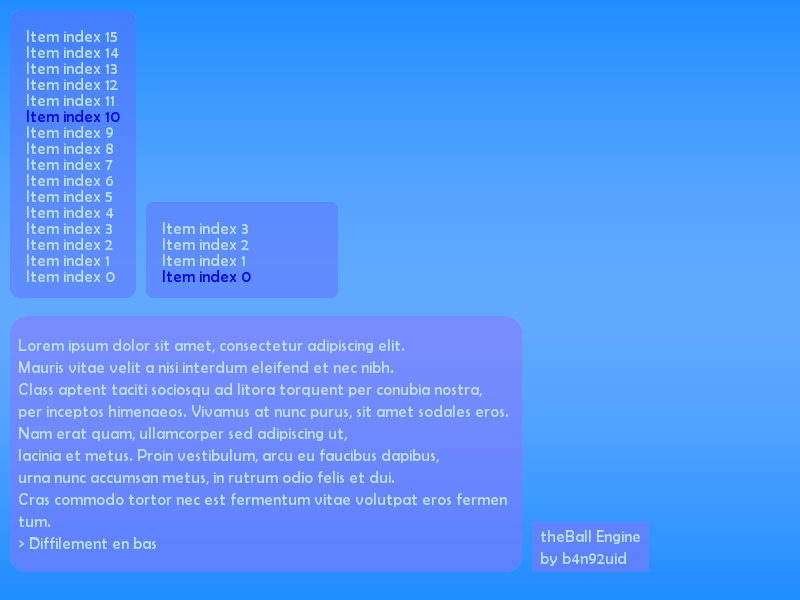 Item index 15
Item index 14
Item index 13
Item index 12
Item index 11
Item index 10
Item index 9
Item index 8
Item index 7
Item index 6
Item index 5
Item index 4
Item index 3
Item index 2
Item index 1
Item index 0
Item index 3
Item index 2
Item index 1
Item index 0
Lorem ipsum dolor sit amet, consectetur adipiscing elit.
Mauris vitae velit a nisi interdum eleifend et nec nibh.
Class aptent taciti sociosqu ad litora torquent per conubia nostra,
per inceptos himenaeos. Vivamus at nunc purus, sit amet sodales eros.
Nam erat quam, ullamcorper sed adipiscing ut,
lacinia et metus. Proin vestibulum, arcu eu faucibus dapibus,
urna nunc accumsan metus, in rutrum odio felis et dui.
Cras commodo tortor nec est fermentum vitae volutpat eros fermen
tum.
> Diffilement en bas
theBall Engine
by b4n92uid